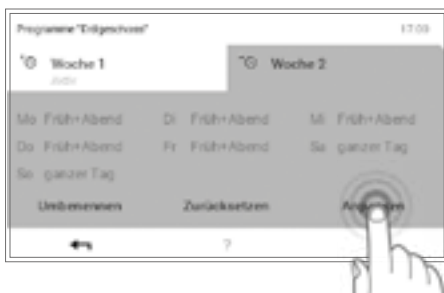 Programme "Erdgeschoss" 17:03
Woche 1 Woche 2
Aktiv
Mo Früh+Abend Di Früh+Abend Mi Früh+Abend
Do Früh+Abend Fr Früh+Abend Sa ganzer Tag
So ganzer Tag
Umbenennen Zurücksetzen
?